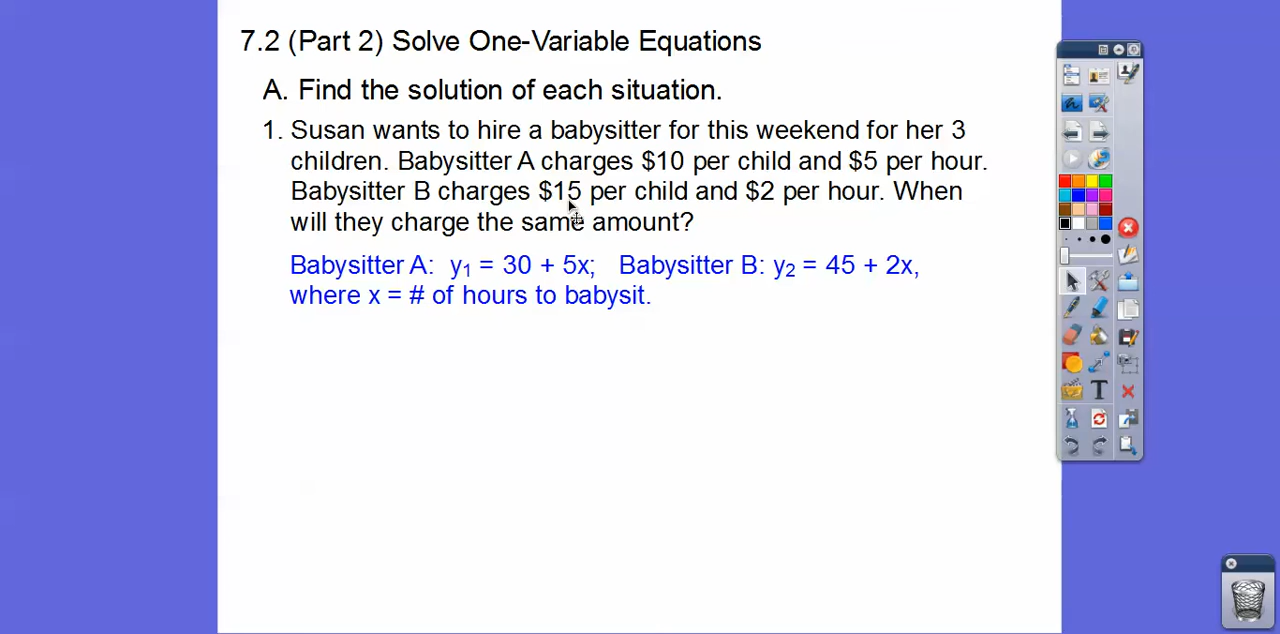 7.2 (Part 2) Solve One-Variable Equations
A. Find the solution of each situation.
1. Susan wants to hire a babysitter for this weekend for her 3
children. Babysitter A charges $10 per child and $5 per hour.
Babysitter B charges $15 per child and $2 per hour. When
will they charge the same amount?
Babysitter A: y₁ = 30 + 5x; Babysitter B: y₂ = 45 + 2x,
where x = # of hours to babysit.